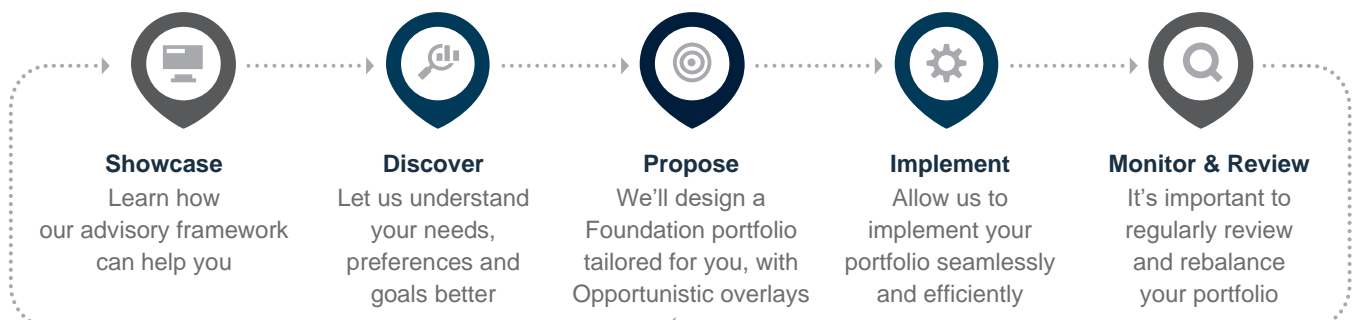 Showcase
Learn how
our advisory framework
can help you
Discover
Let us understand
your needs,
preferences and
goals better
Propose
We’ll design a
Foundation portfolio
tailored for you, with
Opportunistic overlays
Implement
Allow us to
implement your
portfolio seamlessly
and efficiently
Monitor & Review
It’s important to
regularly review
and rebalance
your portfolio